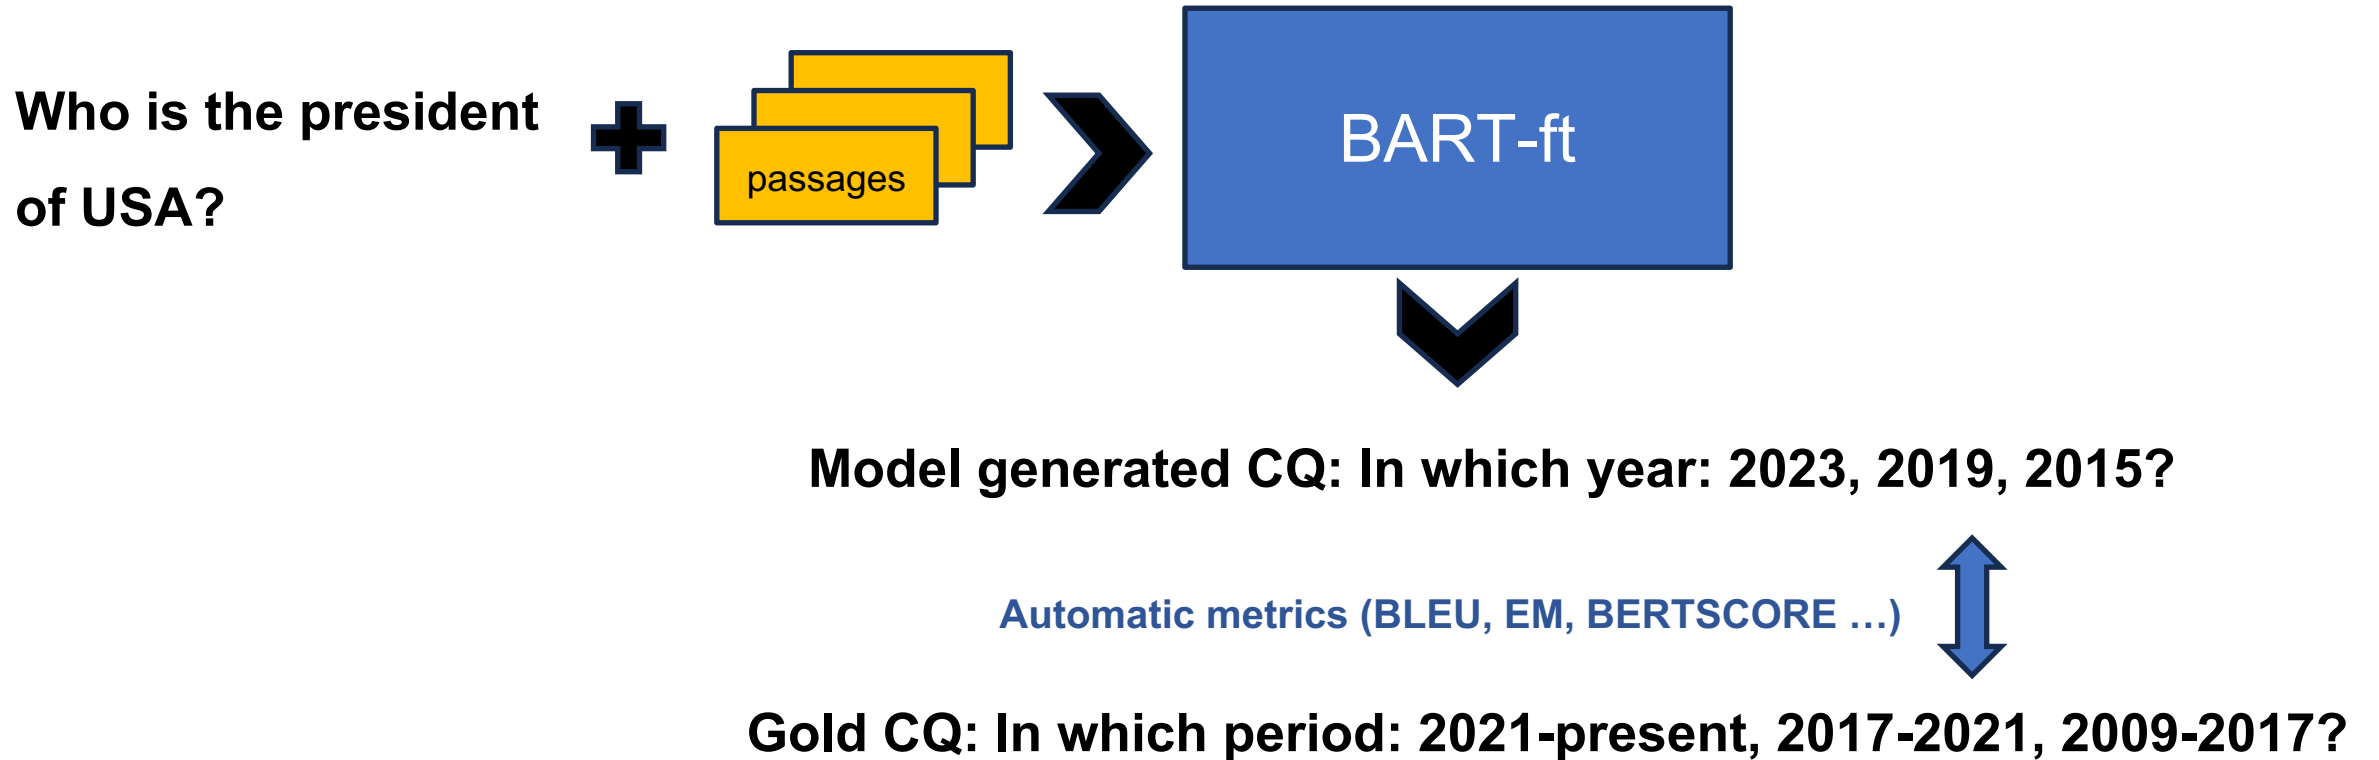 Who is the president
of USA?
passages
BART-ft
Model generated CQ: In which year: 2023, 2019, 2015?
Automatic metrics (BLEU, EM, BERTSCORE …)
Gold CQ: In which period: 2021-present, 2017-2021, 2009-2017?